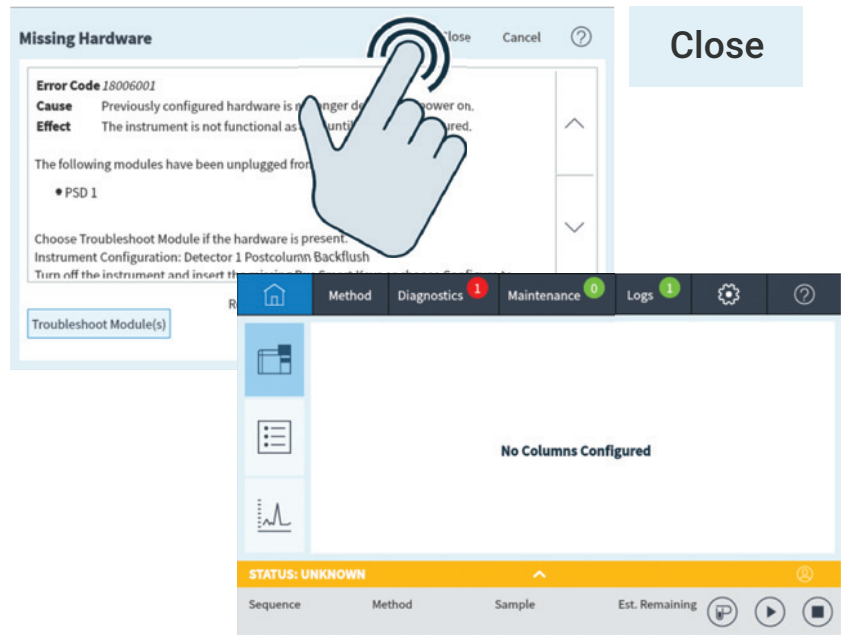 Missing Hardware
Close
Cancel
?
Close
Error Code 18006001
Cause Previously configured hardware is power on.
Effect The instrument is not functional as
The following modules have been unplugged
• PSD 1
Choose Troubleshoot Module if the hardware is present.
Instrument Configuration: Detector 1 Postcolumn Backflush
Turn off the instrument and insert
Troubleshoot Module(s)
Method
Diagnostics 1
Maintenance 0
Logs 1
?
No Columns Configured
STATUS: UNKNOWN
Sequence
Method
Sample
Est. Remaining